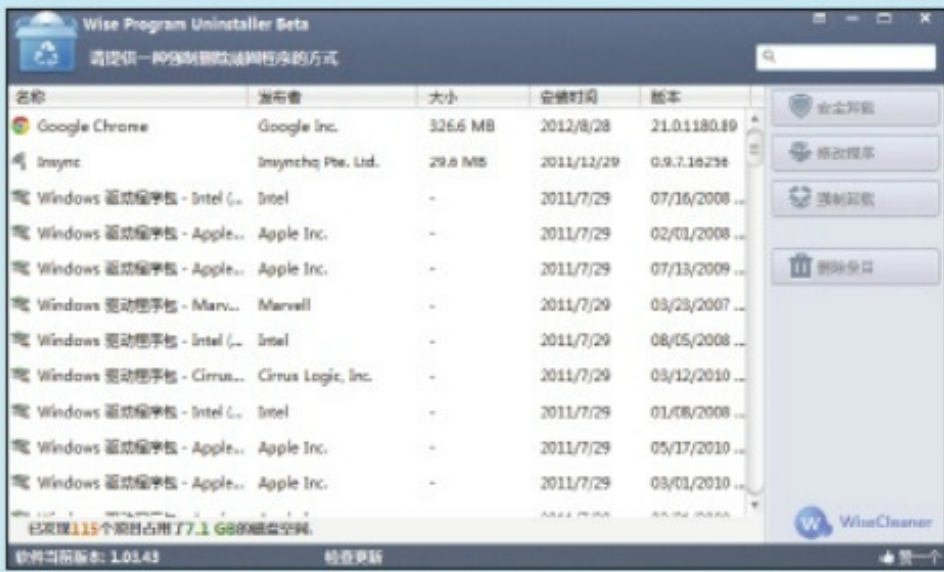 Wise Program Uninstaller Beta
请提供一种强制删除顽固程序的方式
名称 发布者 大小 安装时间 版本
Google Chrome Google Inc. 326.6 MB 2012/8/28 21.0.1180.89
Insync Insynchq Pte. Ltd. 29.6 MB 2011/12/29 0.9.7.16256
Windows 驱动程序包 - Intel (... Intel - 2011/7/29 07/16/2008 ...
Windows 驱动程序包 - Apple... Apple Inc. - 2011/7/29 02/01/2008 ...
Windows 驱动程序包 - Apple... Apple Inc. - 2011/7/29 07/13/2009 ...
Windows 驱动程序包 - Marv... Marvell - 2011/7/29 03/23/2007 ...
Windows 驱动程序包 - Intel (... Intel - 2011/7/29 08/05/2008 ...
Windows 驱动程序包 - Cirrus... Cirrus Logic, Inc. - 2011/7/29 03/12/2010 ...
Windows 驱动程序包 - Intel (... Intel - 2011/7/29 01/08/2008 ...
Windows 驱动程序包 - Apple... Apple Inc. - 2011/7/29 05/17/2010 ...
Windows 驱动程序包 - Apple... Apple Inc. - 2011/7/29 03/01/2010 ...
安全卸载
修改程序
强制卸载
删除条目
已发现115个项目占用了7.1 GB的磁盘空间.
WiseCleaner
软件当前版本: 1.03.43 检查更新 赞一个